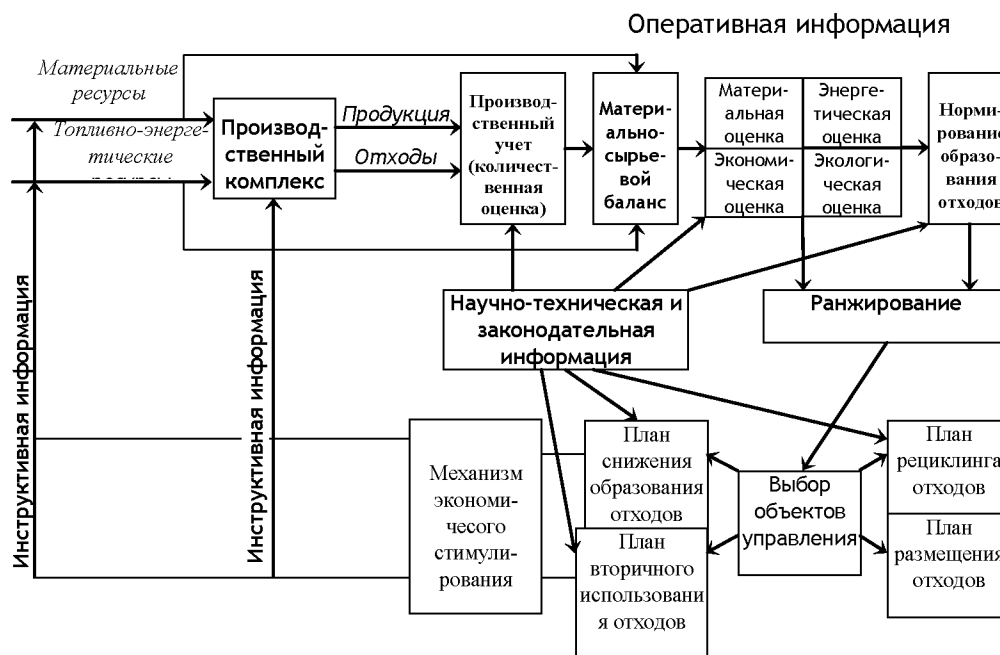 Оперативная информация
Материальные
ресурсы
Топливно-энерге-
тические
ресурсы
Производ-
ственный
комплекс
Продукция
Отходы
Производ-
ственный
учет
(количест-
венная
оценка)
Матери-
ально-
сырье-
вой
баланс
Матери-
альная
оценка
Энерге-
тическая
оценка
Экономи-
ческая
оценка
Экологи-
ческая
оценка
Норми-
рование
образо-
вания
отходов
Инструктивная информация
Инструктивная информация
Научно-техническая и
законодательная
информация
Ранжирование
Механизм
экономи-
чесого
стимули-
рования
План
снижения
образования
отходов
План
вторичного
использовани
я отходов
Выбор
объектов
управления
План
рециклинга
отходов
План
размещения
отходов